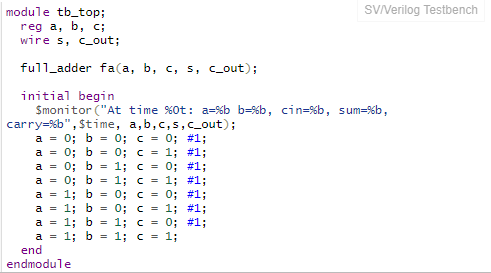 SV/Verilog Testbench
module tb_top;
  reg a, b, c;
  wire s, c_out;

  full_adder fa(a, b, c, s, c_out);

  initial begin
    $monitor("At time %0t: a=%b b=%b, cin=%b, sum=%b,
carry=%b",$time, a,b,c,s,c_out);
    a = 0; b = 0; c = 0; #1;
    a = 0; b = 0; c = 1; #1;
    a = 0; b = 1; c = 0; #1;
    a = 0; b = 1; c = 1; #1;
    a = 1; b = 0; c = 0; #1;
    a = 1; b = 0; c = 1; #1;
    a = 1; b = 1; c = 0; #1;
    a = 1; b = 1; c = 1;
  end
endmodule